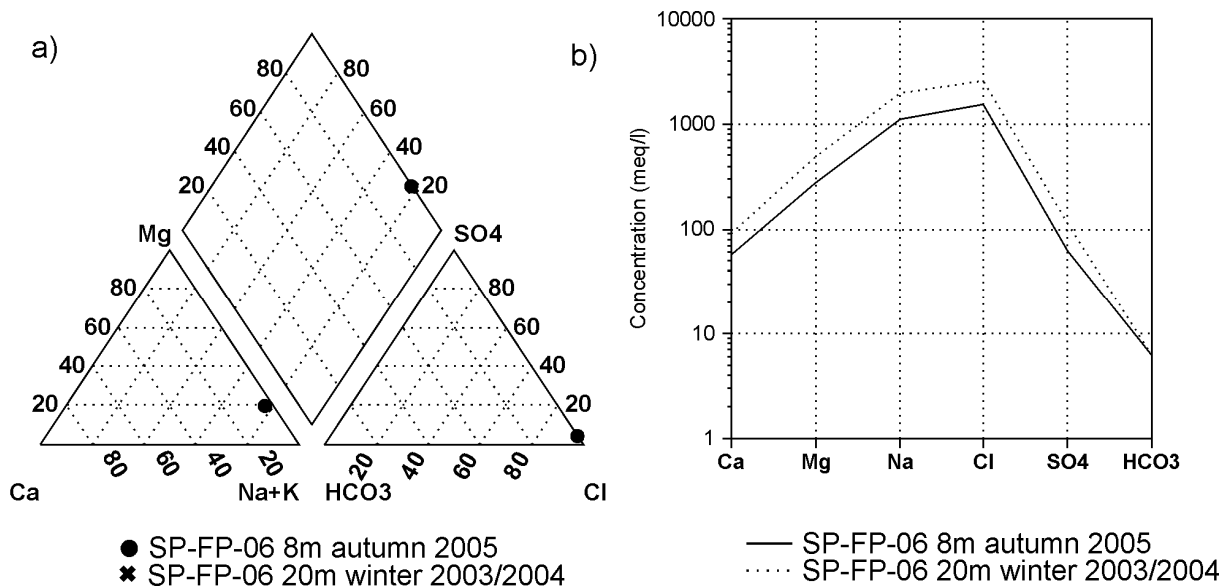 a)
80 80
60 60
40 40
20 20
Mg SO4
80 80
60 60
40 40
20 20
80 60 40 20 20 40 60 80
Ca Na+K HCO3 Cl
● SP-FP-06 8m autumn 2005
✖ SP-FP-06 20m winter 2003/2004
b)
Concentration (meq/l)
10000
1000
100
10
1
Ca Mg Na Cl SO4 HCO3
SP-FP-06 8m autumn 2005
SP-FP-06 20m winter 2003/2004